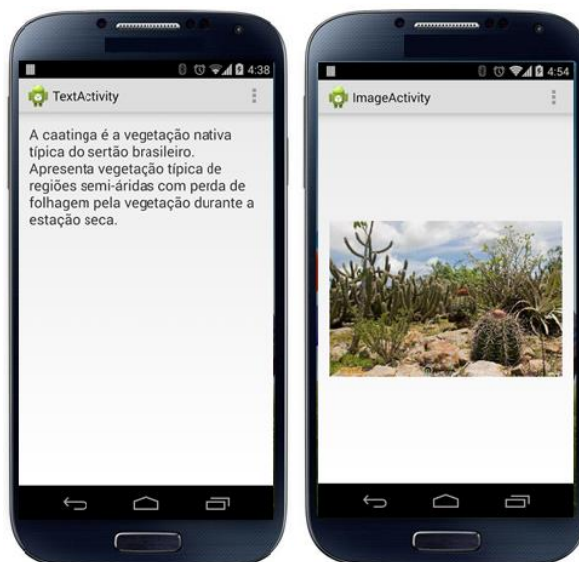 4:38
TextActivity
A caatinga é a vegetação nativa
típica do sertão brasileiro.
Apresenta vegetação típica de
regiões semi-áridas com perda de
folhagem pela vegetação durante a
estação seca.
4:54
ImageActivity